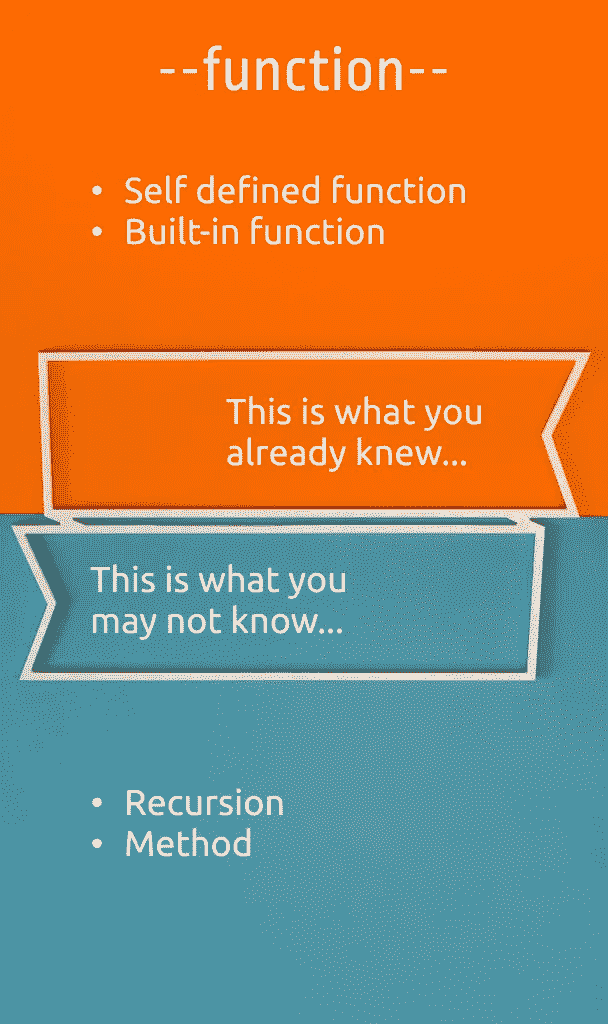 --function--
• Self defined function
• Built-in function
This is what you
already knew...
This is what you
may not know...
• Recursion
• Method